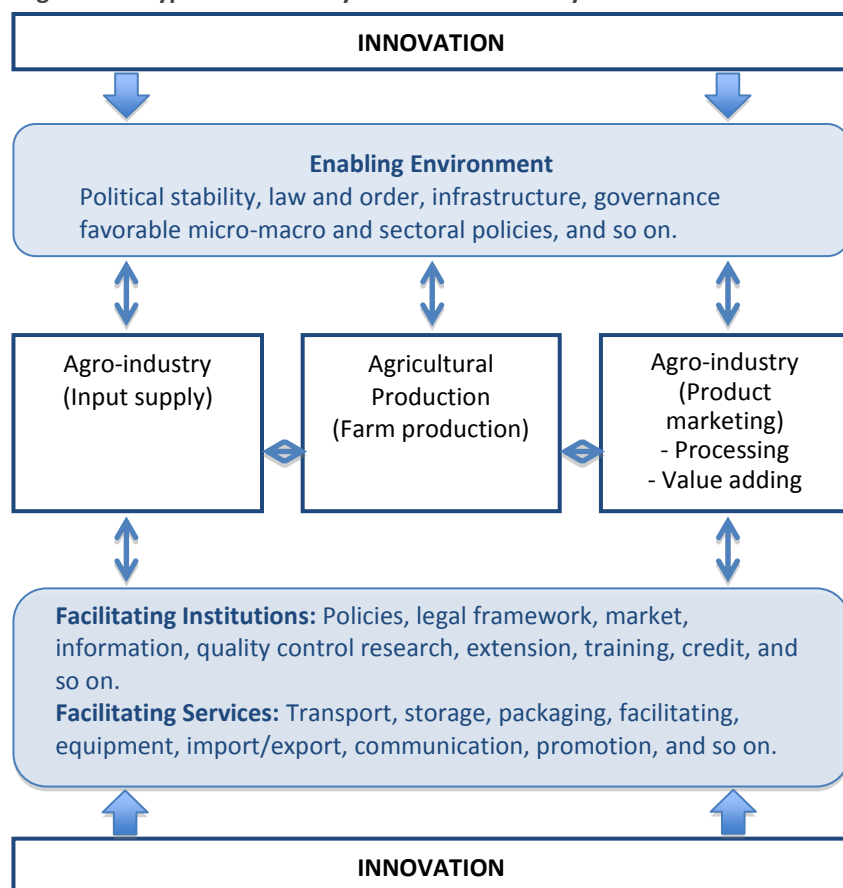 INNOVATION
Enabling Environment
Political stability, law and order, infrastructure, governance
favorable micro-macro and sectoral policies, and so on.
Agro-industry
(Input supply)
Agricultural
Production
(Farm production)
Agro-industry
(Product
marketing)
- Processing
- Value adding
Facilitating Institutions: Policies, legal framework, market,
information, quality control research, extension, training, credit, and
so on.
Facilitating Services: Transport, storage, packaging, facilitating,
equipment, import/export, communication, promotion, and so on.
INNOVATION